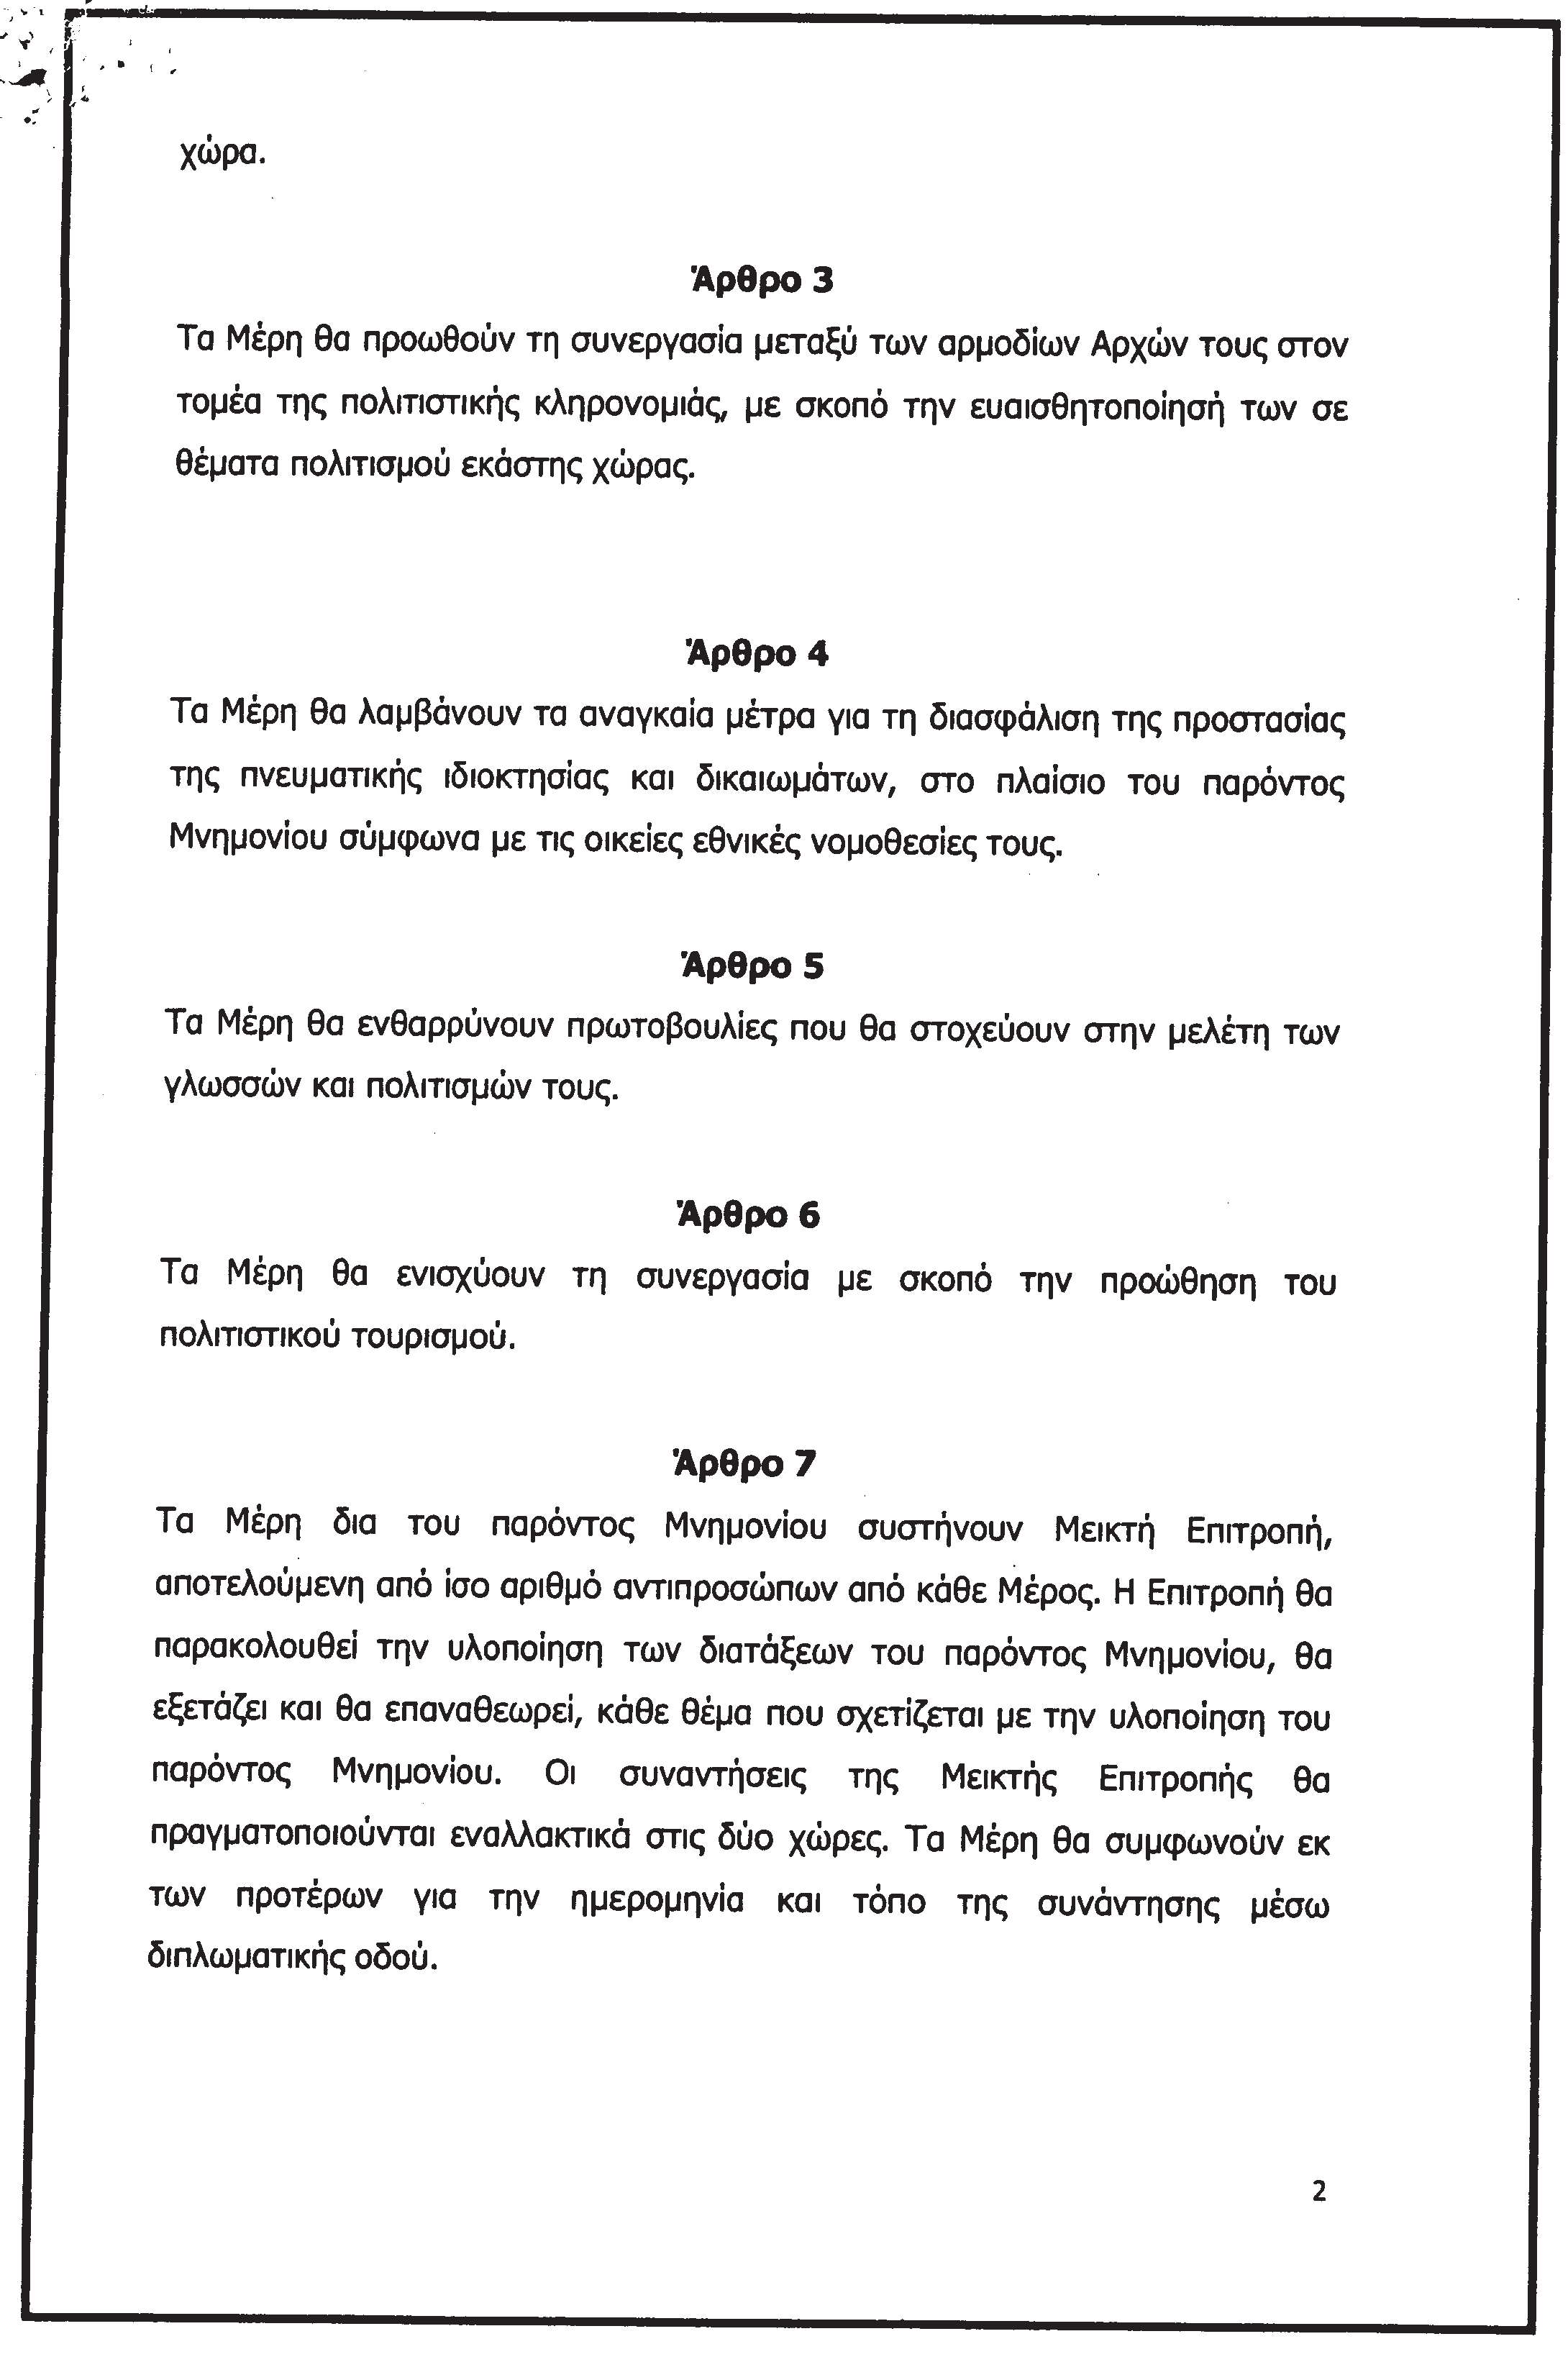 χώρα.
Άρθρο 3
Τα Μέρη θα προωθούν τη συνεργασία μεταξύ των αρμοδίων Αρχών τους στον
τομέα της πολιτιστικής κληρονομιάς, με σκοπό την ευαισθητοποίησή των σε
θέματα πολιτισμού εκάστης χώρας.
Άρθρο 4
Τα Μέρη θα λαμβάνουν τα αναγκαία μέτρα για τη διασφάλιση της προστασίας
της πνευματικής ιδιοκτησίας και δικαιωμάτων, στο πλαίσιο του παρόντος
Μνημονίου σύμφωνα με τις οικείες εθνικές νομοθεσίες τους.
Άρθρο 5
Τα Μέρη θα ενθαρρύνουν πρωτοβουλίες που θα στοχεύουν στην μελέτη των
γλωσσών και πολιτισμών τους.
Άρθρο 6
Τα Μέρη θα ενισχύουν τη συνεργασία με σκοπό την προώθηση του
πολιτιστικού τουρισμού.
Άρθρο 7
Τα Μέρη δια του παρόντος Μνημονίου συστήνουν Μεικτή Επιτροπή,
αποτελούμενη από ίσο αριθμό αντιπροσώπων από κάθε Μέρος. Η Επιτροπή θα
παρακολουθεί την υλοποίηση των διατάξεων του παρόντος Μνημονίου, θα
εξετάζει και θα επαναθεωρεί, κάθε θέμα που σχετίζεται με την υλοποίηση του
παρόντος Μνημονίου. Οι συναντήσεις της Μεικτής Επιτροπής θα
πραγματοποιούνται εναλλακτικά στις δύο χώρες. Τα Μέρη θα συμφωνούν εκ
των προτέρων για την ημερομηνία και τόπο της συνάντησης μέσω
διπλωματικής οδού.
2